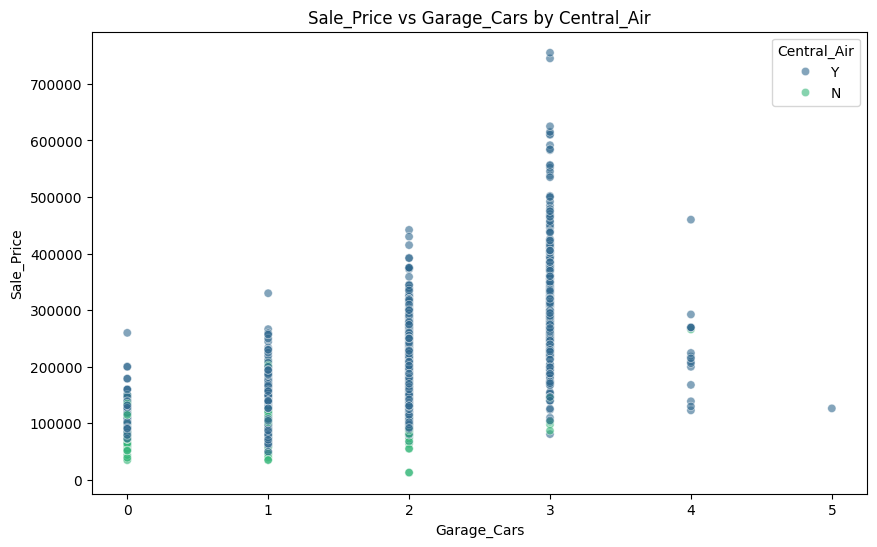 Sale_Price vs Garage_Cars by Central_Air
Central_Air
Y
N
Sale_Price
700000
600000
500000
400000
300000
200000
100000
0
0 1 2 3 4 5
Garage_Cars